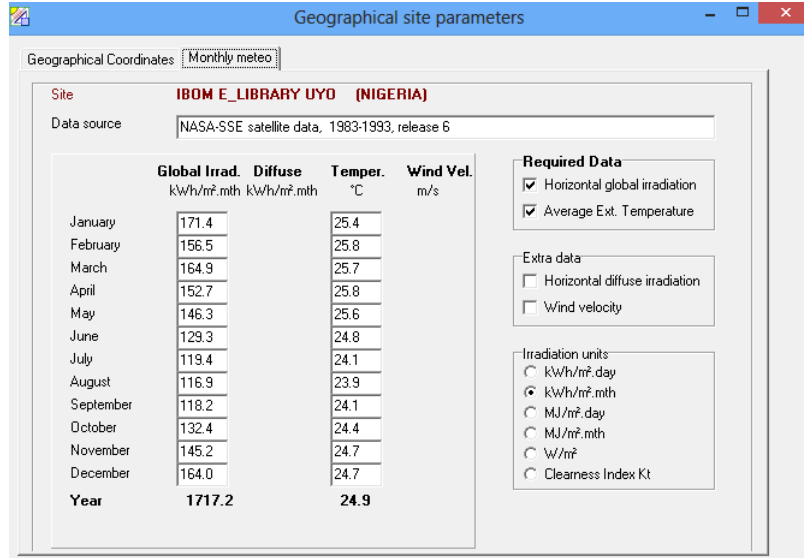 Geographical site parameters
Geographical Coordinates Monthly meteo
Site IBOM E_LIBRARY UYO (NIGERIA)
Data source NASA-SSE satellite data, 1983-1993, release 6
Global Irrad. Diffuse Temper. Wind Vel.
kWh/m².mth kWh/m².mth °C m/s
January 171.4 25.4
February 156.5 25.8
March 164.9 25.7
April 152.7 25.8
May 146.3 25.6
June 129.3 24.8
July 119.4 24.1
August 116.9 23.9
September 118.2 24.1
October 132.4 24.4
November 145.2 24.7
December 164.0 24.7
Year 1717.2 24.9
Required Data
Horizontal global irradiation
Average Ext. Temperature
Extra data
Horizontal diffuse irradiation
Wind velocity
Irradiation units
kWh/m².day
kWh/m².mth
MJ/m².day
MJ/m².mth
W/m²
Clearness Index Kt